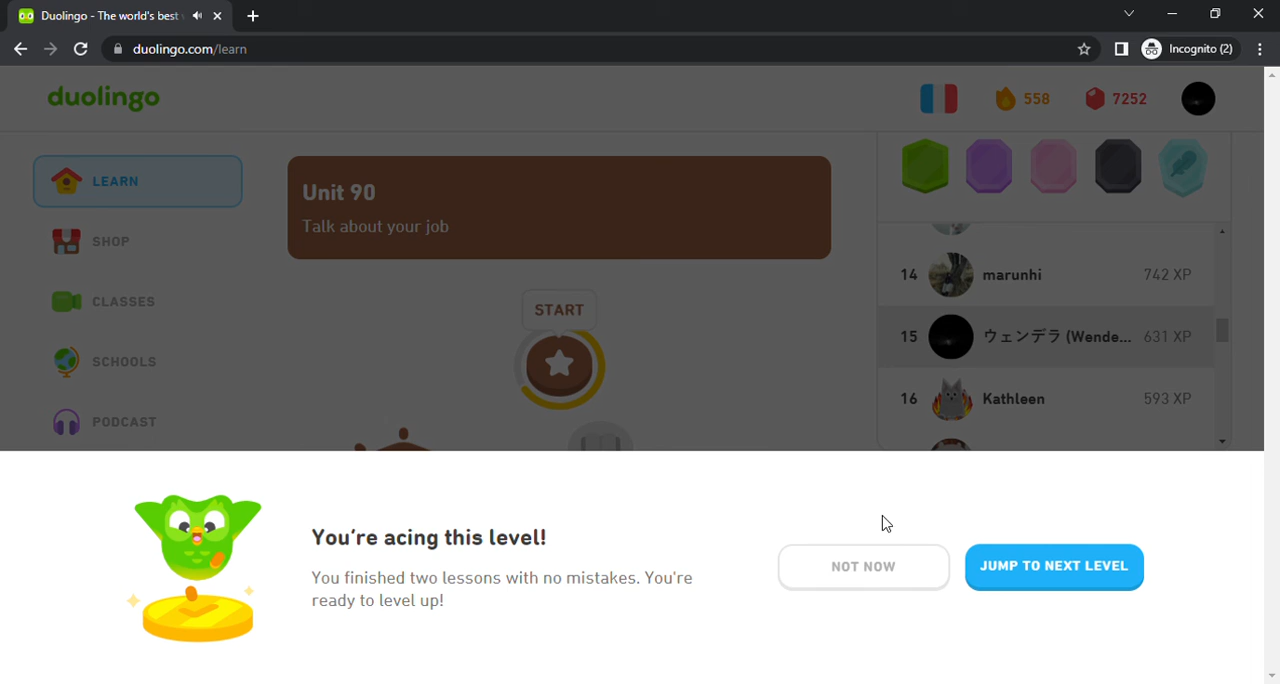 Duolingo - The world's best
duolingo.com/learn
Incognito (2)
duolingo
558
7252
LEARN
SHOP
CLASSES
SCHOOLS
PODCAST
Unit 90
Talk about your job
START
14 marunhi 742 XP
15 ウェンデラ (Wende... 631 XP
16 Kathleen 593 XP
You're acing this level!
You finished two lessons with no mistakes. You're
ready to level up!
NOT NOW
JUMP TO NEXT LEVEL